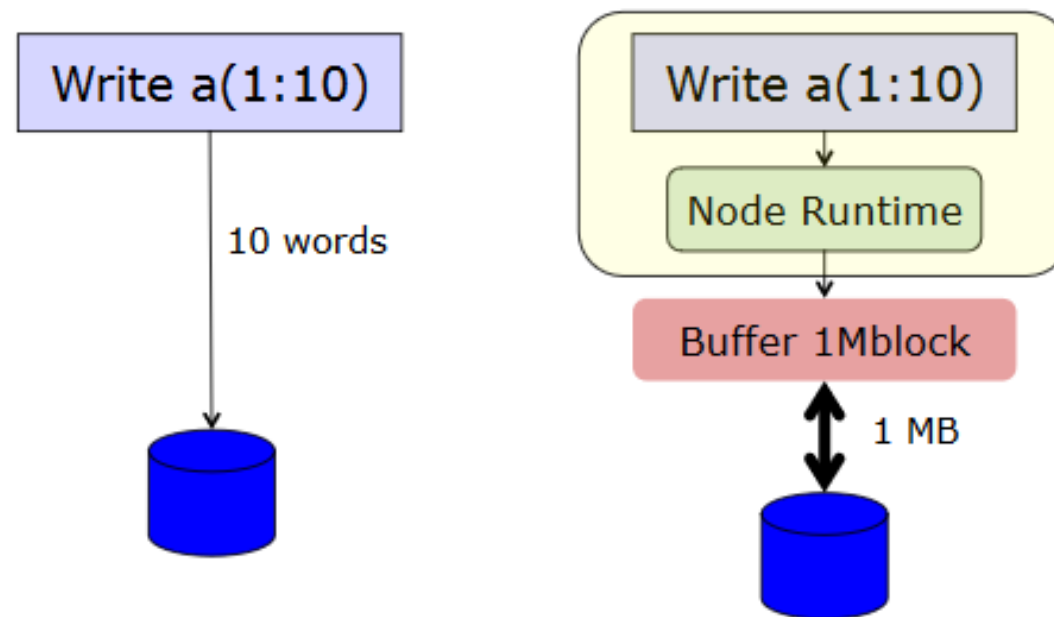 Write a(1:10)
10 words
Write a(1:10)
Node Runtime
Buffer 1Mblock
1 MB